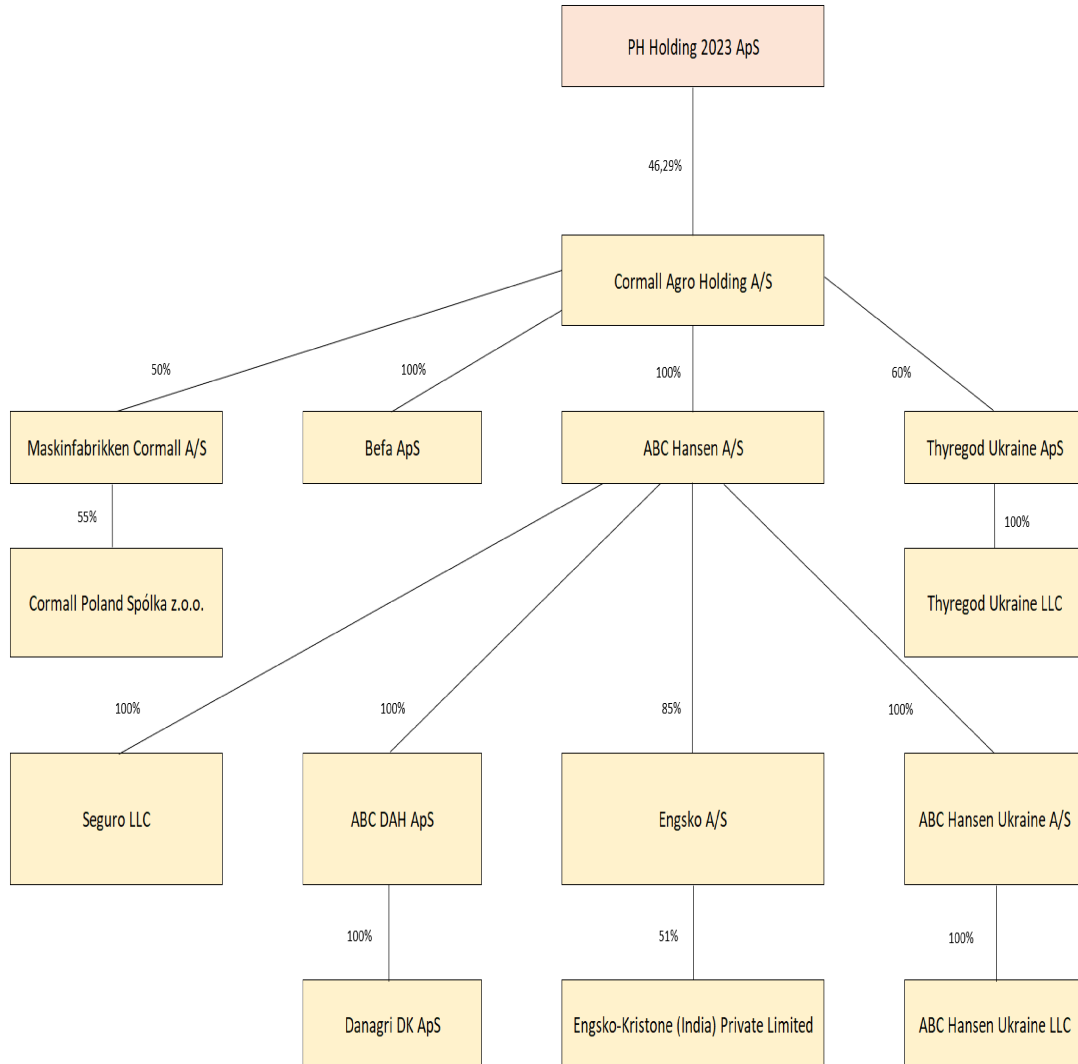 PH Holding 2023 ApS
46,29%
Cormall Agro Holding A/S
50%
100%
100%
60%
Maskinfabrikken Cormall A/S
Befa ApS
ABC Hansen A/S
Thyregod Ukraine ApS
55%
100%
Cormall Poland Spólka z.o.o.
Thyregod Ukraine LLC
100%
100%
85%
100%
Seguro LLC
ABC DAH ApS
Engsko A/S
ABC Hansen Ukraine A/S
100%
51%
100%
Danagri DK ApS
Engsko-Kristone (India) Private Limited
ABC Hansen Ukraine LLC